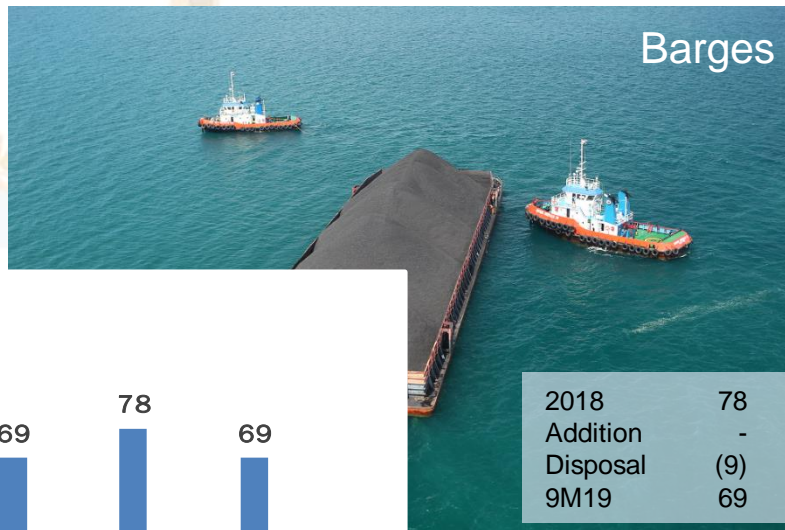 Barges
78
69 69
2018 78
Addition -
Disposal (9)
9M19 69